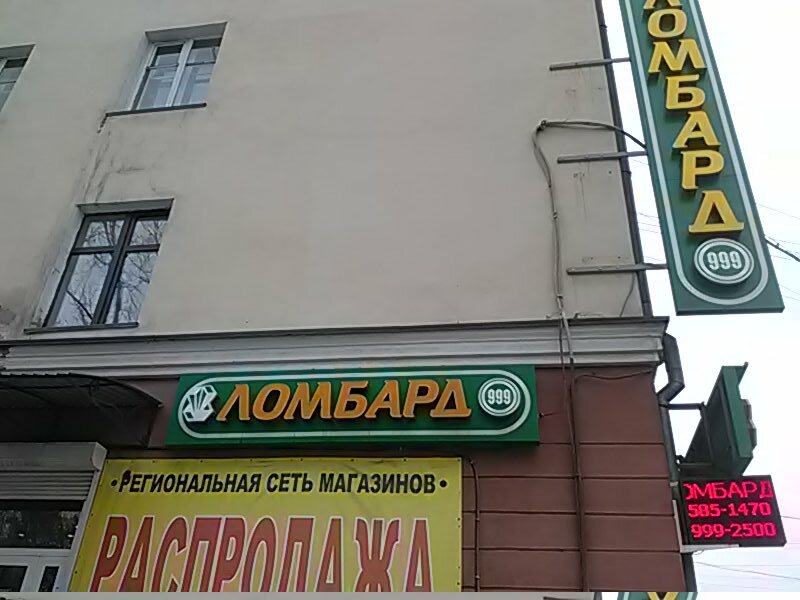 ЛОМБАРД
999
ЛОМБАРД 999
•РЕГИОНАЛЬНАЯ СЕТЬ МАГАЗИНОВ•
РАСПРОДАЖА
ОМБАРД
585-1470
999-2500